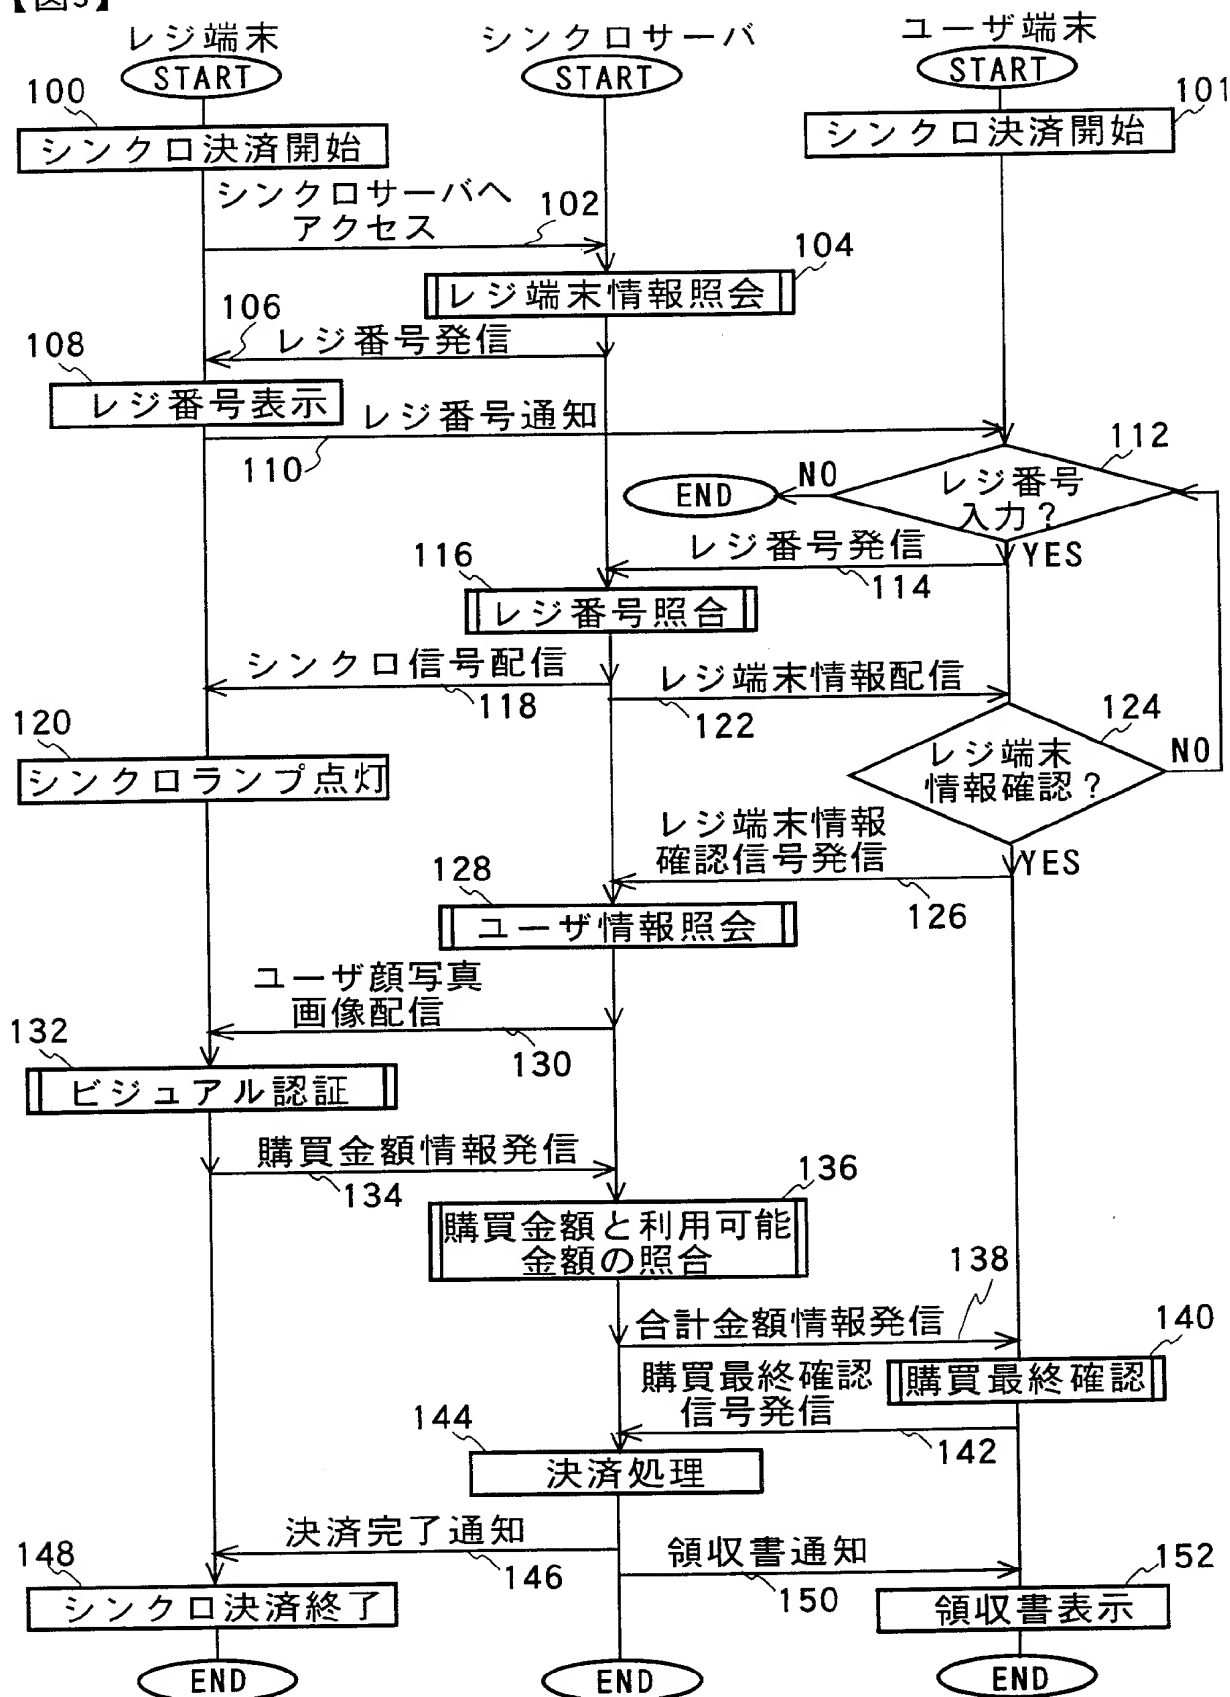 【図3】
レジ端末
シンクロサーバ
ユーザ端末
START
START
START
100
101
シンクロ決済開始
シンクロ決済開始
シンクロサーバへ
アクセス
102
104
レジ端末情報照会
106
レジ番号発信
108
レジ番号表示
レジ番号通知
110
112
レジ番号
入力?
NO
END
YES
レジ番号発信
114
116
レジ番号照合
シンクロ信号配信
118
レジ端末情報配信
122
120
シンクロランプ点灯
124
レジ端末
情報確認?
NO
YES
レジ端末情報
確認信号発信
126
128
ユーザ情報照会
ユーザ顔写真
画像配信
130
132
ビジュアル認証
購買金額情報発信
134
136
購買金額と利用可能
金額の照合
138
合計金額情報発信
140
購買最終確認
購買最終確認
信号発信
142
144
決済処理
決済完了通知
146
148
シンクロ決済終了
領収書通知
150
152
領収書表示
END
END
END